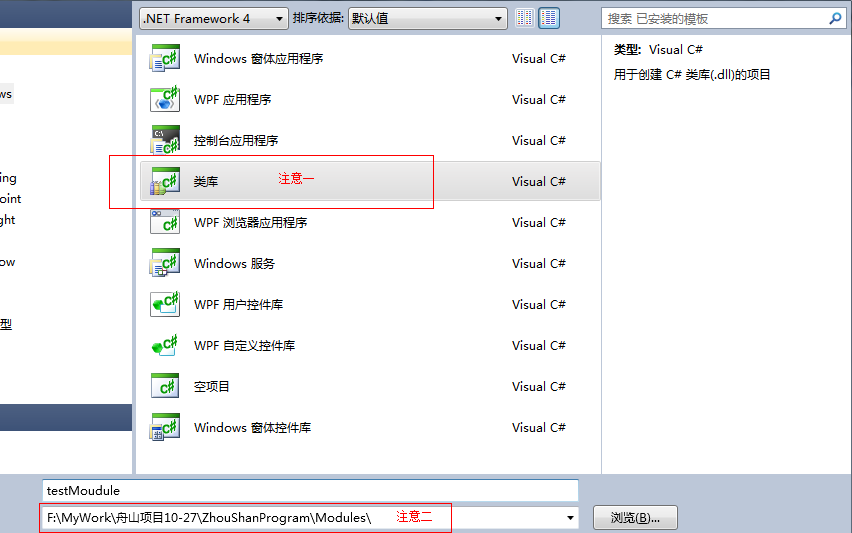 .NET Framework 4 排序依据: 默认值 搜索 已安装的模板
Windows 窗体应用程序 Visual C#
类型: Visual C#
WPF 应用程序 Visual C#
用于创建 C# 类库(.dll)的项目
ws
控制台应用程序 Visual C#
类库 注意一 Visual C#
ing
oint
ght
WPF 浏览器应用程序 Visual C#
ow
Windows 服务 Visual C#
WPF 用户控件库 Visual C#
型
WPF 自定义控件库 Visual C#
空项目 Visual C#
Windows 窗体控件库 Visual C#
testMoudule
F:\MyWork\舟山项目10-27\ZhouShanProgram\Modules\ 注意二 浏览(B)...